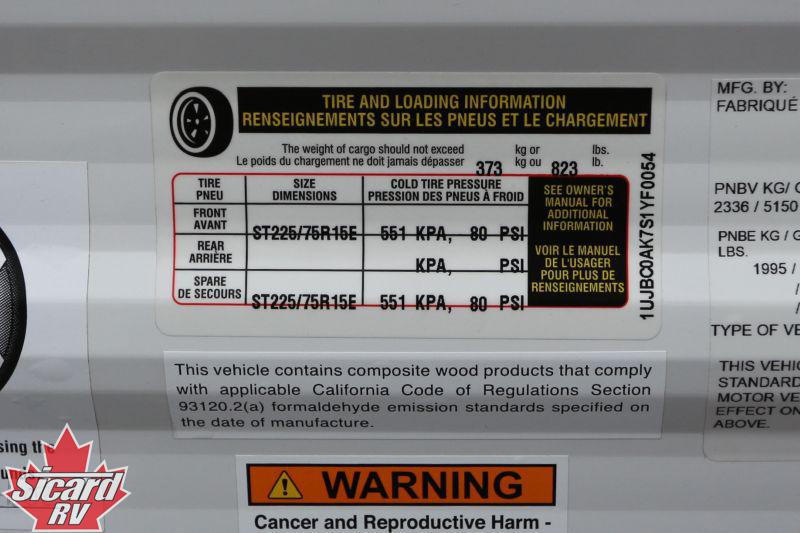 TIRE AND LOADING INFORMATION
RENSEIGNEMENTS SUR LES PNEUS ET LE CHARGEMENT
The weight of cargo should not exceed kg or lbs.
Le poids du chargement ne doit jamais dépasser 373 kg ou 823 lb.
TIRE PNEU
SIZE DIMENSIONS
COLD TIRE PRESSURE
PRESSION DES PNEUS À FROID
FRONT
AVANT
ST225/75R15E 551 KPA, 80 PSI
REAR
ARRIÈRE
KPA, PSI
SPARE
DE SECOURS
ST225/75R15E 551 KPA, 80 PSI
SEE OWNER'S
MANUAL FOR
ADDITIONAL
INFORMATION
VOIR LE MANUEL
DE L'USAGER
POUR PLUS DE
RENSEIGNEMENTS
1UJBC0AK7S1YF0054
This vehicle contains composite wood products that comply
with applicable California Code of Regulations Section
93120.2(a) formaldehyde emission standards specified on
the date of manufacture.
WARNING
Cancer and Reproductive Harm -
MFG. BY:
FABRIQUÉ
PNBV KG/
2336 / 5150
PNBE KG / G
LBS.
1995 /
/
/
TYPE OF VE
THIS VEHIC
STANDARD
MOTOR VE
EFFECT ON
ABOVE.
sing the
Sicard
RV